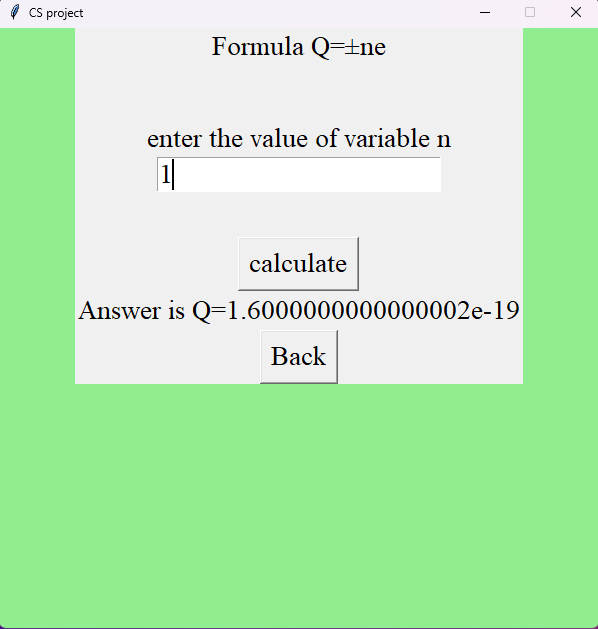 CS project
Formula Q=±ne
enter the value of variable n
1
calculate
Answer is Q=1.6000000000000002e-19
Back